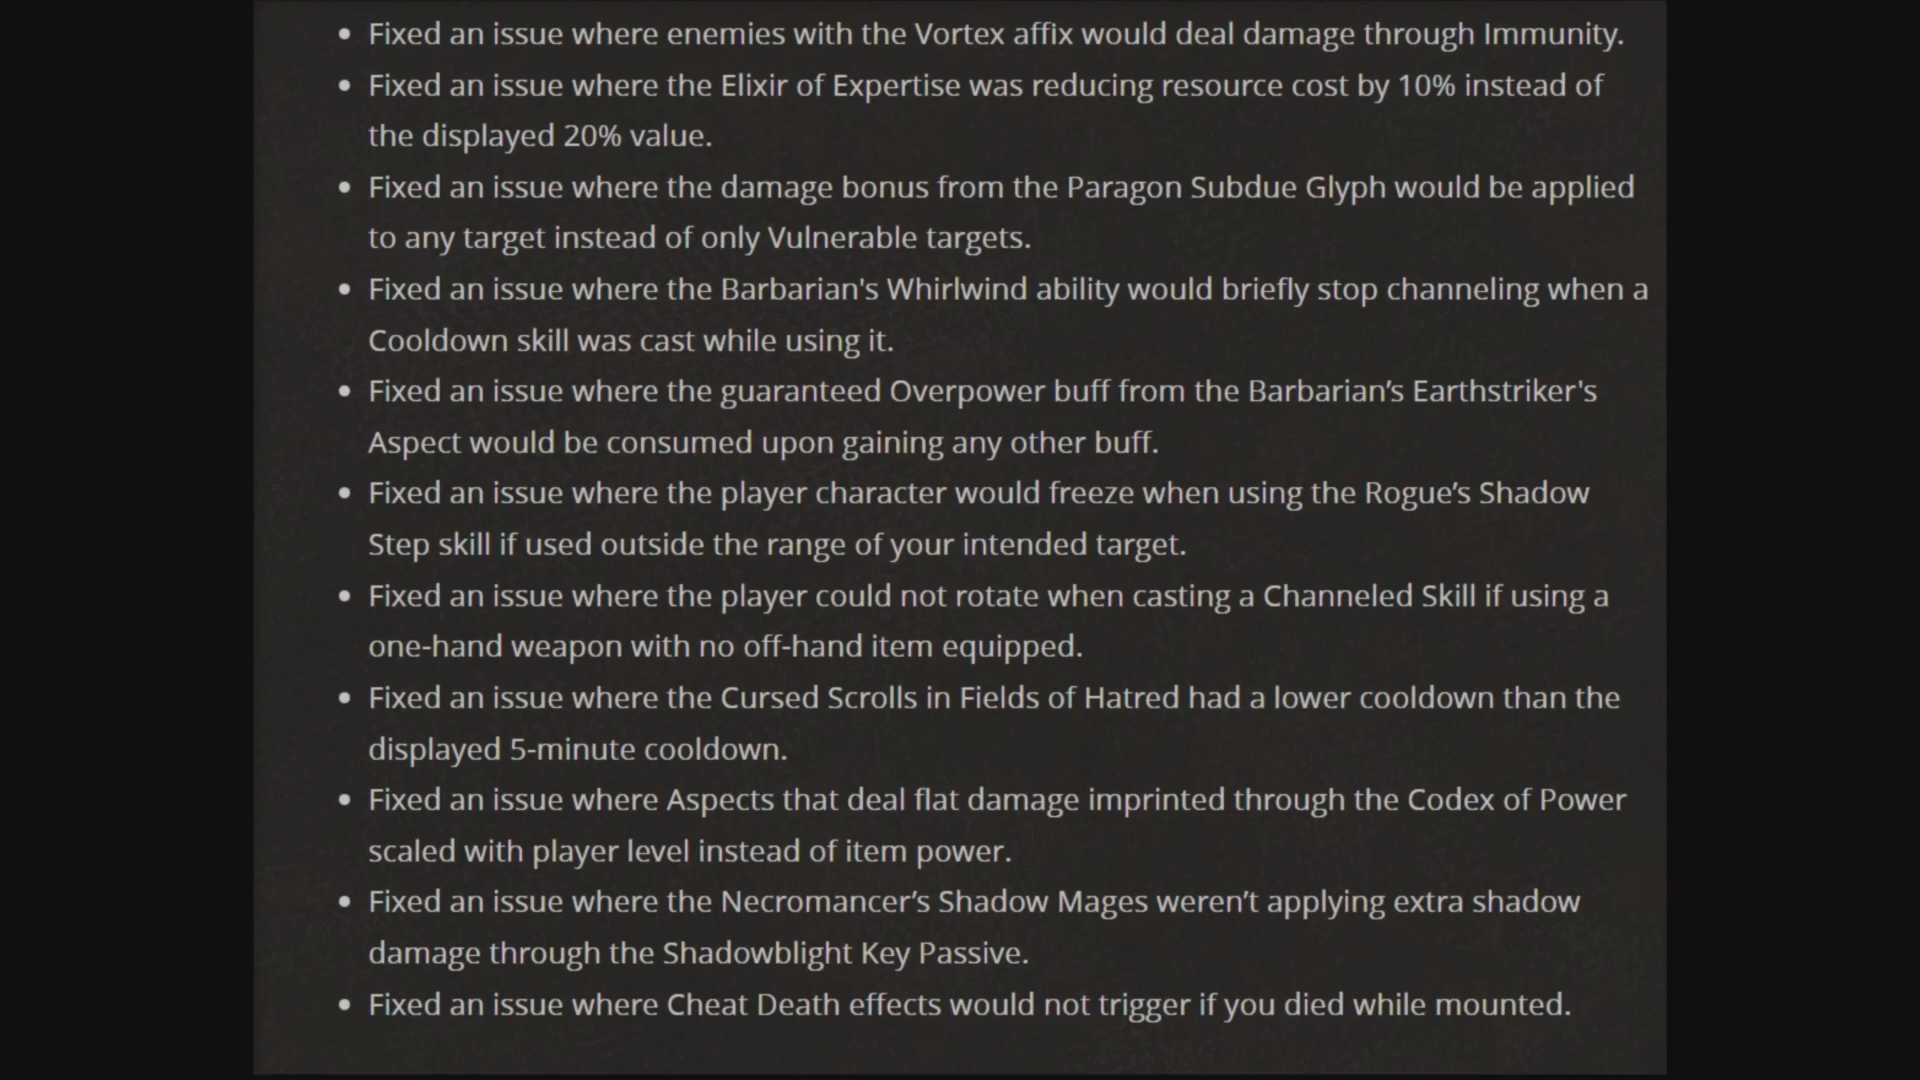 • Fixed an issue where enemies with the Vortex affix would deal damage through Immunity.
• Fixed an issue where the Elixir of Expertise was reducing resource cost by 10% instead of
the displayed 20% value.
• Fixed an issue where the damage bonus from the Paragon Subdue Glyph would be applied
to any target instead of only Vulnerable targets.
• Fixed an issue where the Barbarian's Whirlwind ability would briefly stop channeling when a
Cooldown skill was cast while using it.
• Fixed an issue where the guaranteed Overpower buff from the Barbarian’s Earthstriker's
Aspect would be consumed upon gaining any other buff.
• Fixed an issue where the player character would freeze when using the Rogue’s Shadow
Step skill if used outside the range of your intended target.
• Fixed an issue where the player could not rotate when casting a Channeled Skill if using a
one-hand weapon with no off-hand item equipped.
• Fixed an issue where the Cursed Scrolls in Fields of Hatred had a lower cooldown than the
displayed 5-minute cooldown.
• Fixed an issue where Aspects that deal flat damage imprinted through the Codex of Power
scaled with player level instead of item power.
• Fixed an issue where the Necromancer’s Shadow Mages weren’t applying extra shadow
damage through the Shadowblight Key Passive.
• Fixed an issue where Cheat Death effects would not trigger if you died while mounted.